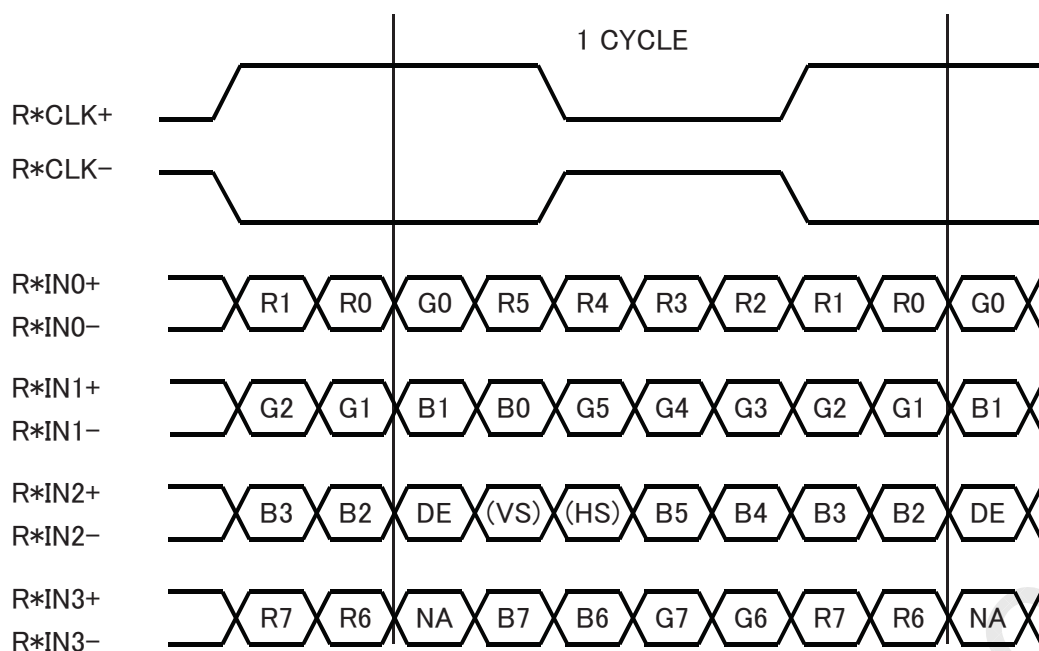 1 CYCLE
R*CLK+
R*CLK-
R*IN0+
R1 R0 G0 R5 R4 R3 R2 R1 R0 G0
R*IN0-
R*IN1+
G2 G1 B1 B0 G5 G4 G3 G2 G1 B1
R*IN1-
R*IN2+
B3 B2 DE (VS) (HS) B5 B4 B3 B2 DE
R*IN2-
R*IN3+
R7 R6 NA B7 B6 G7 G6 R7 R6 NA
R*IN3-